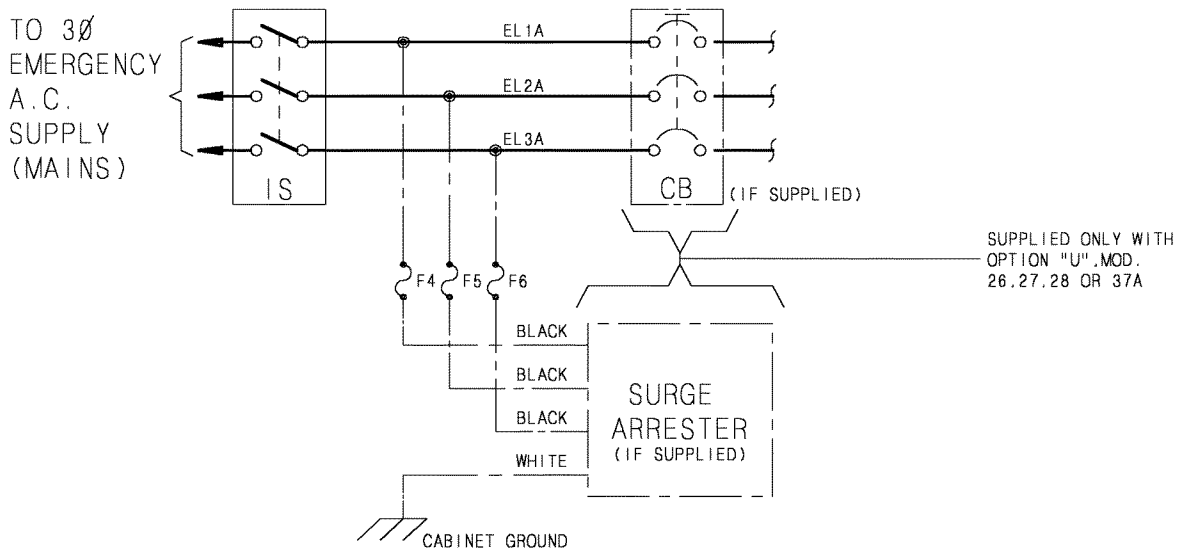 TO 3Ø
EMERGENCY
A.C.
SUPPLY
(MAINS)
EL1A
EL2A
EL3A
IS
CB
(IF SUPPLIED)
SUPPLIED ONLY WITH
OPTION "U".MOD.
26.27.28 OR 37A
F4
F5
F6
BLACK
BLACK
BLACK
WHITE
SURGE
ARRESTER
(IF SUPPLIED)
CABINET GROUND